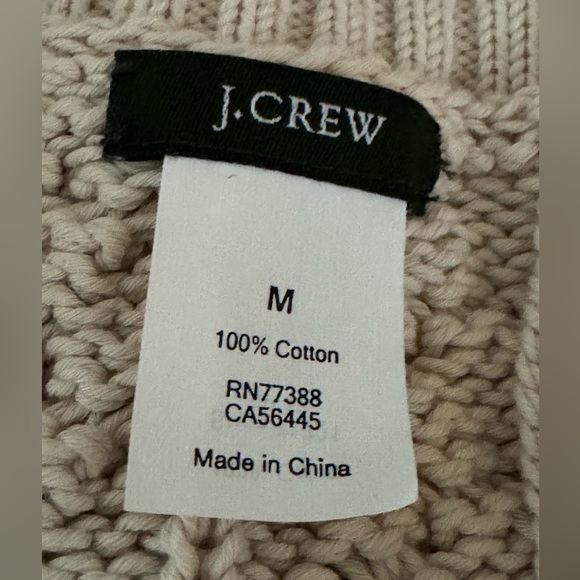 J.CREW
M
100% Cotton
RN77388
CA56445
Made in China